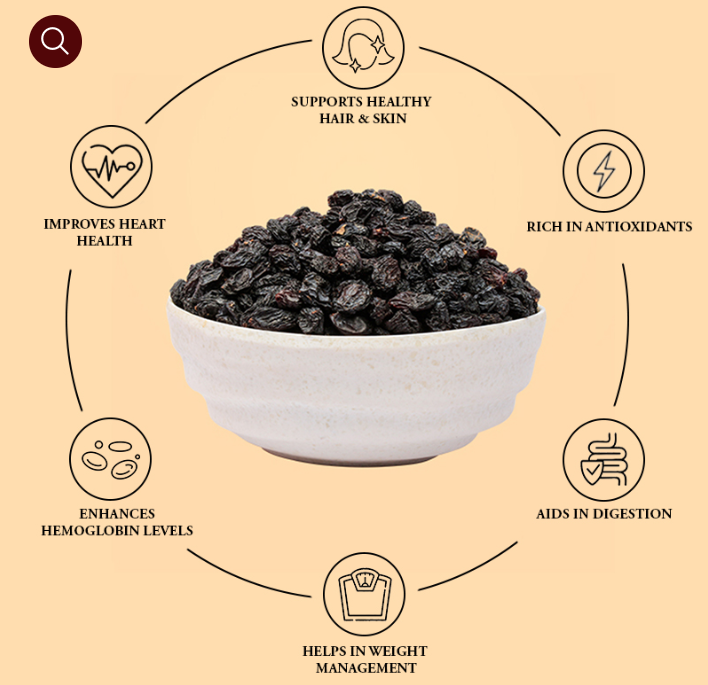 SUPPORTS HEALTHY
HAIR & SKIN
IMPROVES HEART
HEALTH
RICH IN ANTIOXIDANTS
ENHANCES
HEMOGLOBIN LEVELS
AIDS IN DIGESTION
HELPS IN WEIGHT
MANAGEMENT